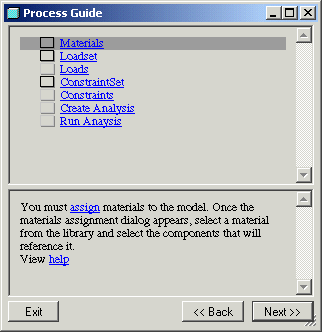 Process Guide
Materials
Loadset
Loads
ConstraintSet
Constraints
Create Analysis
Run Anaysis
You must assign materials to the model. Once the
materials assignment dialog appears, select a material
from the library and select the components that will
reference it.
View help
Exit
<< Back
Next >>